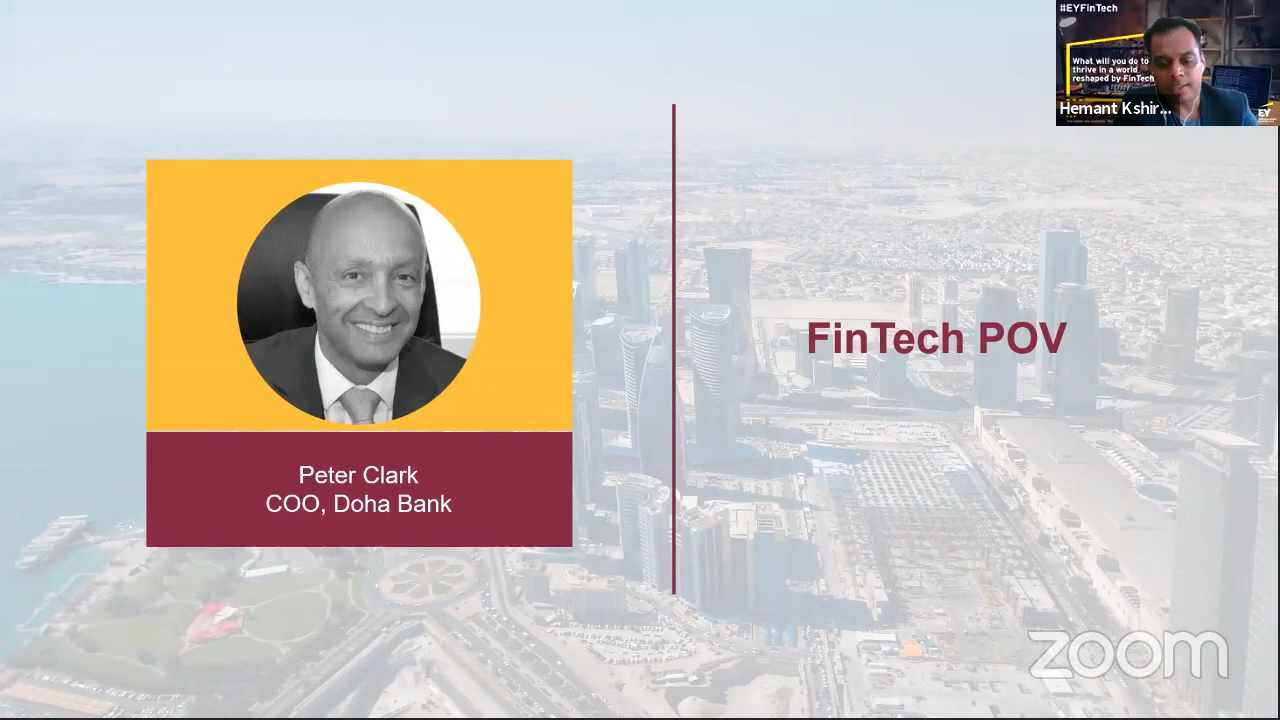 #EYFinTech
What will you do to
thrive in a world
reshaped by FinTech
Hemant Kshir...
EY
FinTech POV
Peter Clark
COO, Doha Bank
zoom